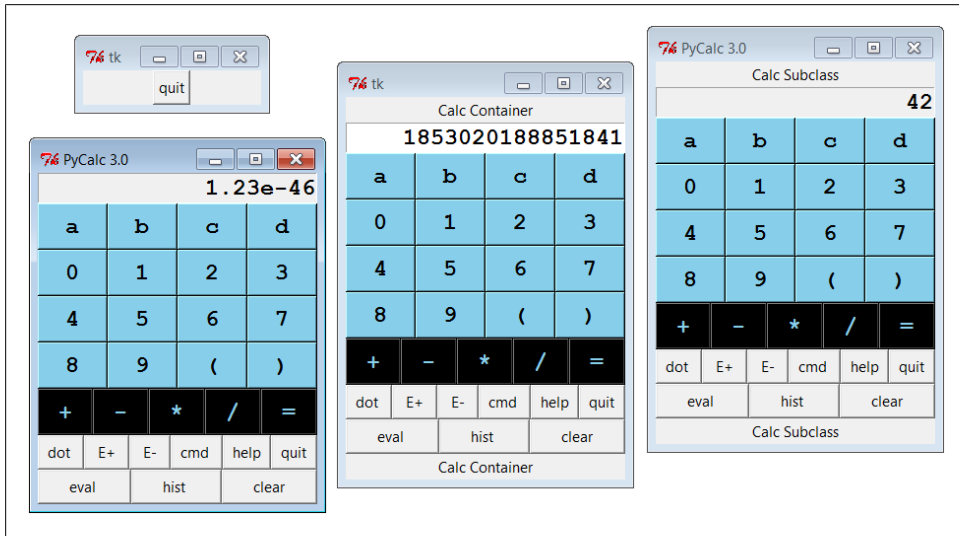 tk
quit
PyCalc 3.0
1.23e-46
a b c d
0 1 2 3
4 5 6 7
8 9 ( )
+ - * / =
dot E+ E- cmd help quit
eval hist clear
tk
Calc Container
1853020188851841
a b c d
0 1 2 3
4 5 6 7
8 9 ( )
+ - * / =
dot E+ E- cmd help quit
eval hist clear
Calc Container
PyCalc 3.0
Calc Subclass
42
a b c d
0 1 2 3
4 5 6 7
8 9 ( )
+ - * / =
dot E+ E- cmd help quit
eval hist clear
Calc Subclass